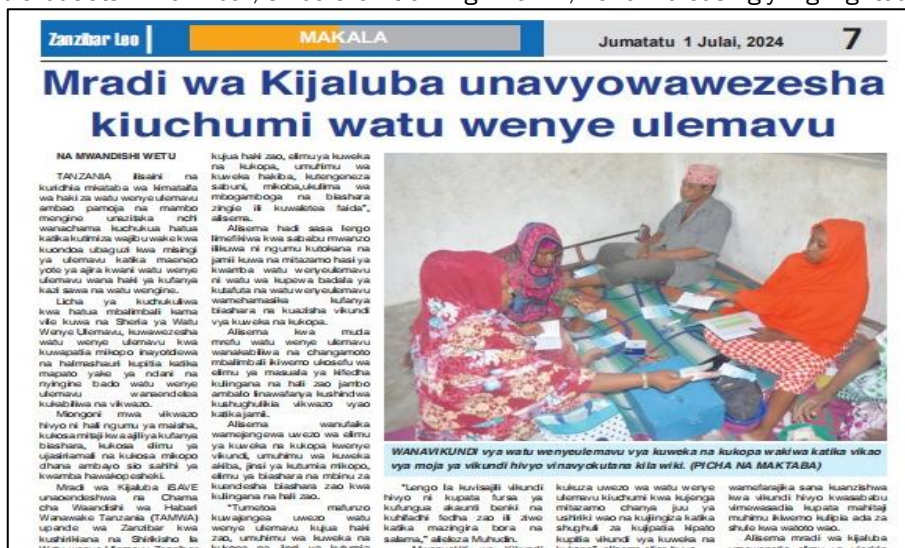 Zanzibar Leo
MAKALA
Jumatatu 1 Julai, 2024
7
Mradi wa Kijaluba unavyowawezesha
kiuchumi watu wenye ulemavu
NA MWANDISHI WETU
TANZANIA ilisaini na
kuridhia mkataba wa kimataifa
wa haki za watu wenye ulemavu
ambao pamoja na mambo
mengine unazitaka nchi
wanachama kuchukua hatua
katika kutimiza wajibu wake kwa
kuondoa ubaguzi kwa misingi
ya ulemavu katika maeneo
yote ya ajira kwani watu wenye
ulemavu wana haki ya kufanya
kazi sawa na watu wengine.
Licha ya kuchukuliwa
kwa hatua mbalimbali kama
vile kuwa na Sheria ya Watu
Wenye Ulemavu, kuwawezesha
watu wenye ulemavu kwa
kuwapatia mikopo inayotolewa
na halmashauri kupitia katika
mapato yake ya ndani na
nyingine bado watu wenye
ulemavu wanaendelea
kukabiliwa na vikwazo.
Miongoni mwa vikwazo
hivyo ni hali ngumu ya maisha,
kukosa mitaji kwa ajili ya kufanya
biashara, kukosa elimu ya
ujasiriamali na kukosa mikopo
dhana ambayo sio sahihi ya
kwamba hawakopesheki.
Mradi wa Kijaluba iSAVE
unaoendeshwa na Chama
cha Waandishi wa Habari
Wanawake Tanzania (TAMWA)
upande wa Zanzibar kwa
kushirikiana na Shirikisho la
kujua haki zao, elimu ya kuweka
na kukopa, umuhimu wa
kuweka hakiba, kutengeneza
sabuni, mikoba,ukulima wa
mbogamboga na biashara
zingie ili kuwaletea faida",
alisema.
Alisema hadi sasa lengo
limefikiwa kwa sababu mwanzo
ilikuwa ni ngumu kutokana na
jamii kuwa na mitazamo hasi ya
kwamba watu wenyeulemavu
ni watu wa kupewa badala ya
kutafuta na watu wenyeulemavu
wamehamasika kufanya
biashara na kuazisha vikundi
vya kuweka na kukopa.
Alisema kwa muda
mrefu watu wenye ulemavu
wanakabiliwa na changamoto
mbalimbali ikiwemo ukosefu wa
elimu ya masuala ya kifedha
kulingana na hali zao jambo
ambalo linawafanya kushindwa
kushughulikia vikwazo vyao
katika jamii.
Alisema wanufaika
wamejengewa uwezo wa elimu
ya kuweka na kukopa kwenye
vikundi, umuhimu wa kuweka
akiba, jinsi ya kutumia mikopo,
elimu ya biashara na mbinu za
kuendesha biashara zao kwa
kulingana na hali zao.
"Tumetoa mafunzo
kuwajengea uwezo watu
wenye ulemavu kujua haki
zao, umuhimu wa kuweka na
WANAVIKUNDI vya watu wenyeulemavu vya kuweka na kukopa wakiwa katika vikao
vya moja ya vikundi hivyo vinavyokutana kila wiki. (PICHA NA MAKTABA)
"Lengo la kuvisajili vikundi
hivyo ni kupata fursa ya
kufungua akaunti benki na
kuhifadhi fedha zao ili ziwe
katika mazingira bora na
salama," alieleza Muhudin.
kukuza uwezo wa watu wenye
ulemavu kiuchumi kwa kujenga
mitazamo chanya juu ya
ushiriki wao na kujiingiza katika
shughuli za kujipatia kipato
kupitia vikundi vya kuweka na
wamefarajika sana kuanzishwa
kwa vikundi hivyo kwasababu
vimewasadia kupata mahitaji
muhimu ikiwemo kulipia ada za
shule kwa watoto wao.
Alisema mradi wa kijaluba